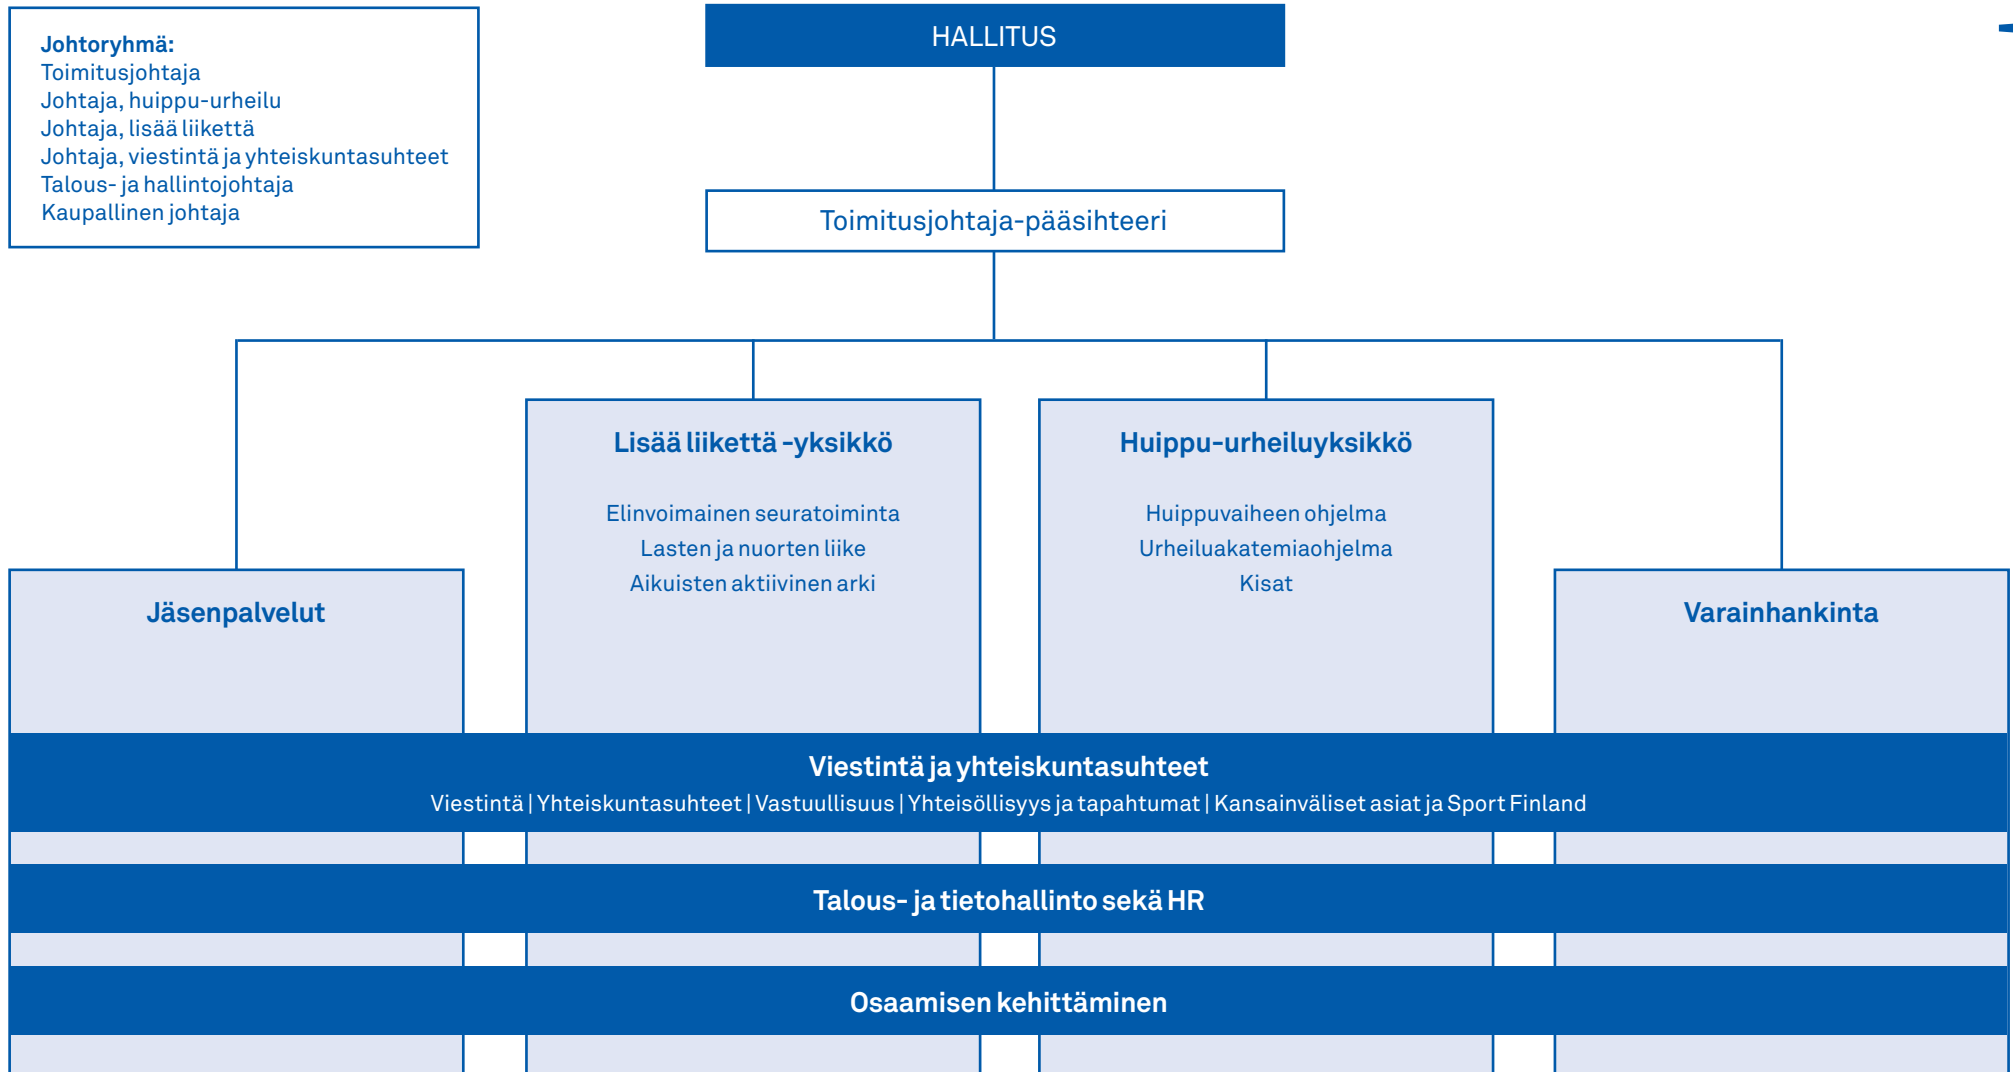 Johtoryhmä:
Toimitusjohtaja
Johtaja, huippu-urheilu
Johtaja, lisää liikettä
Johtaja, viestintä ja yhteiskuntasuhteet
Talous- ja hallintojohtaja
Kaupallinen johtaja
HALLITUS
Toimitusjohtaja-pääsihteeri
Jäsenpalvelut
Lisää liikettä -yksikkö
Elinvoimainen seuratoiminta
Lasten ja nuorten liike
Aikuisten aktiivinen arki
Huippu-urheiluyksikkö
Huippuvaiheen ohjelma
Urheiluakatemiaohjelma
Kisat
Varainhankinta
Viestintä ja yhteiskuntasuhteet
Viestintä | Yhteiskuntasuhteet | Vastuullisuus | Yhteisöllisyys ja tapahtumat | Kansainväliset asiat ja Sport Finland
Talous- ja tietohallinto sekä HR
Osaamisen kehittäminen